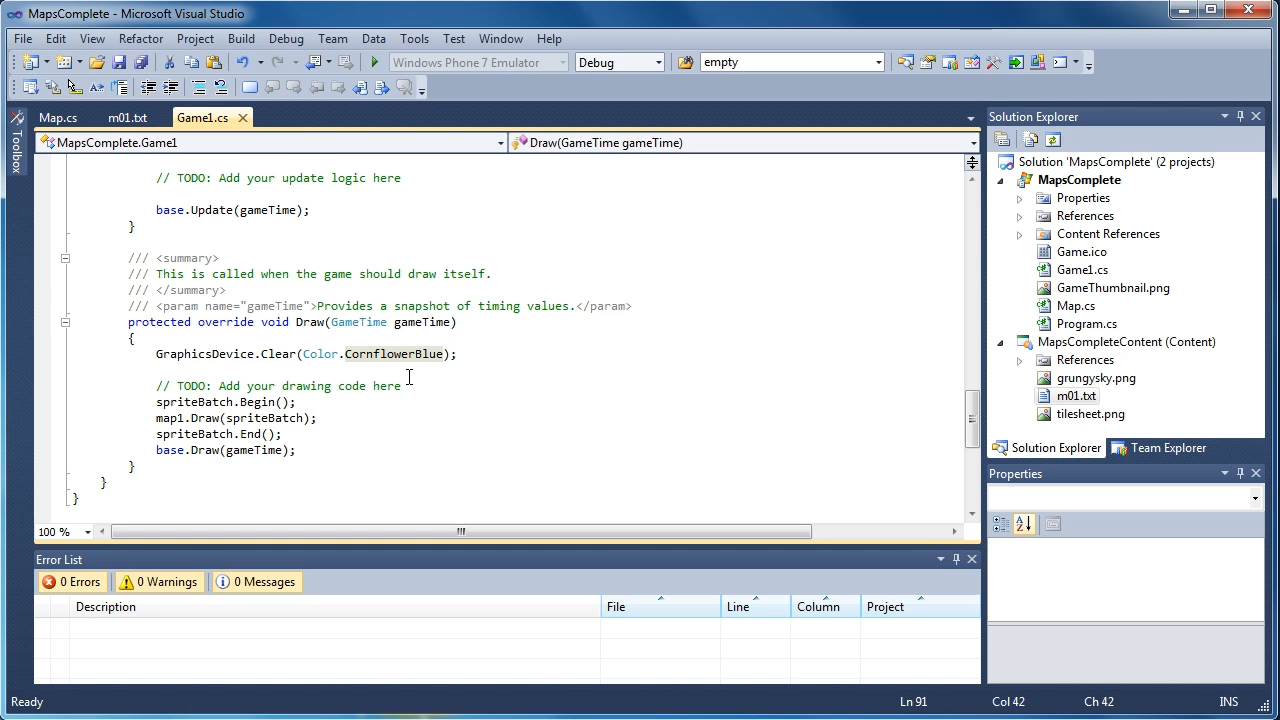 MapsComplete - Microsoft Visual Studio
File Edit View Refactor Project Build Debug Team Data Tools Test Window Help
Windows Phone 7 Emulator Debug empty
Toolbox
Map.cs m01.txt Game1.cs
MapsComplete.Game1 Draw(GameTime gameTime)
// TODO: Add your update logic here
base.Update(gameTime);
}
/// <summary>
/// This is called when the game should draw itself.
/// </summary>
/// <param name="gameTime">Provides a snapshot of timing values.</param>
protected override void Draw(GameTime gameTime)
{
GraphicsDevice.Clear(Color.CornflowerBlue);
// TODO: Add your drawing code here
spriteBatch.Begin();
map1.Draw(spriteBatch);
spriteBatch.End();
base.Draw(gameTime);
}
}
}
100 %
Solution Explorer
Solution 'MapsComplete' (2 projects)
MapsComplete
Properties
References
Content References
Game.ico
Game1.cs
GameThumbnail.png
Map.cs
Program.cs
MapsCompleteContent (Content)
References
grungysky.png
m01.txt
tilesheet.png
Solution Explorer Team Explorer
Properties
Error List
0 Errors 0 Warnings 0 Messages
Description File Line Column Project
Ready Ln 91 Col 42 Ch 42 INS